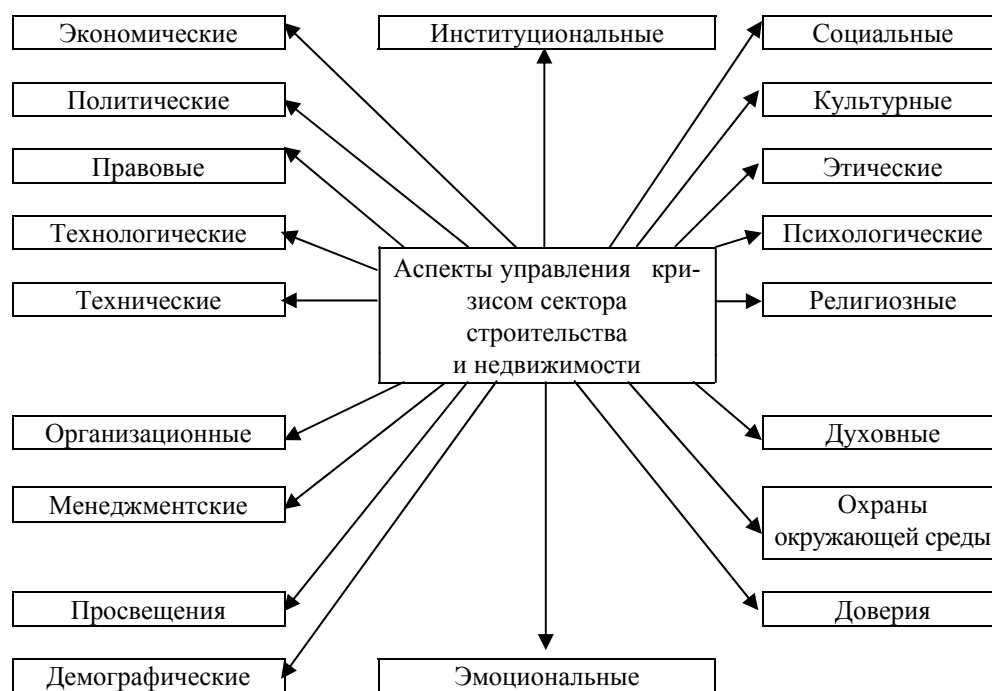 Экономические
Институциональные
Социальные
Политические
Культурные
Правовые
Этические
Технологические
Психологические
Аспекты управления кри-
зисом сектора
строительства
и недвижимости
Технические
Религиозные
Организационные
Духовные
Менеджментские
Охраны
окружающей среды
Просвещения
Доверия
Демографические
Эмоциональные